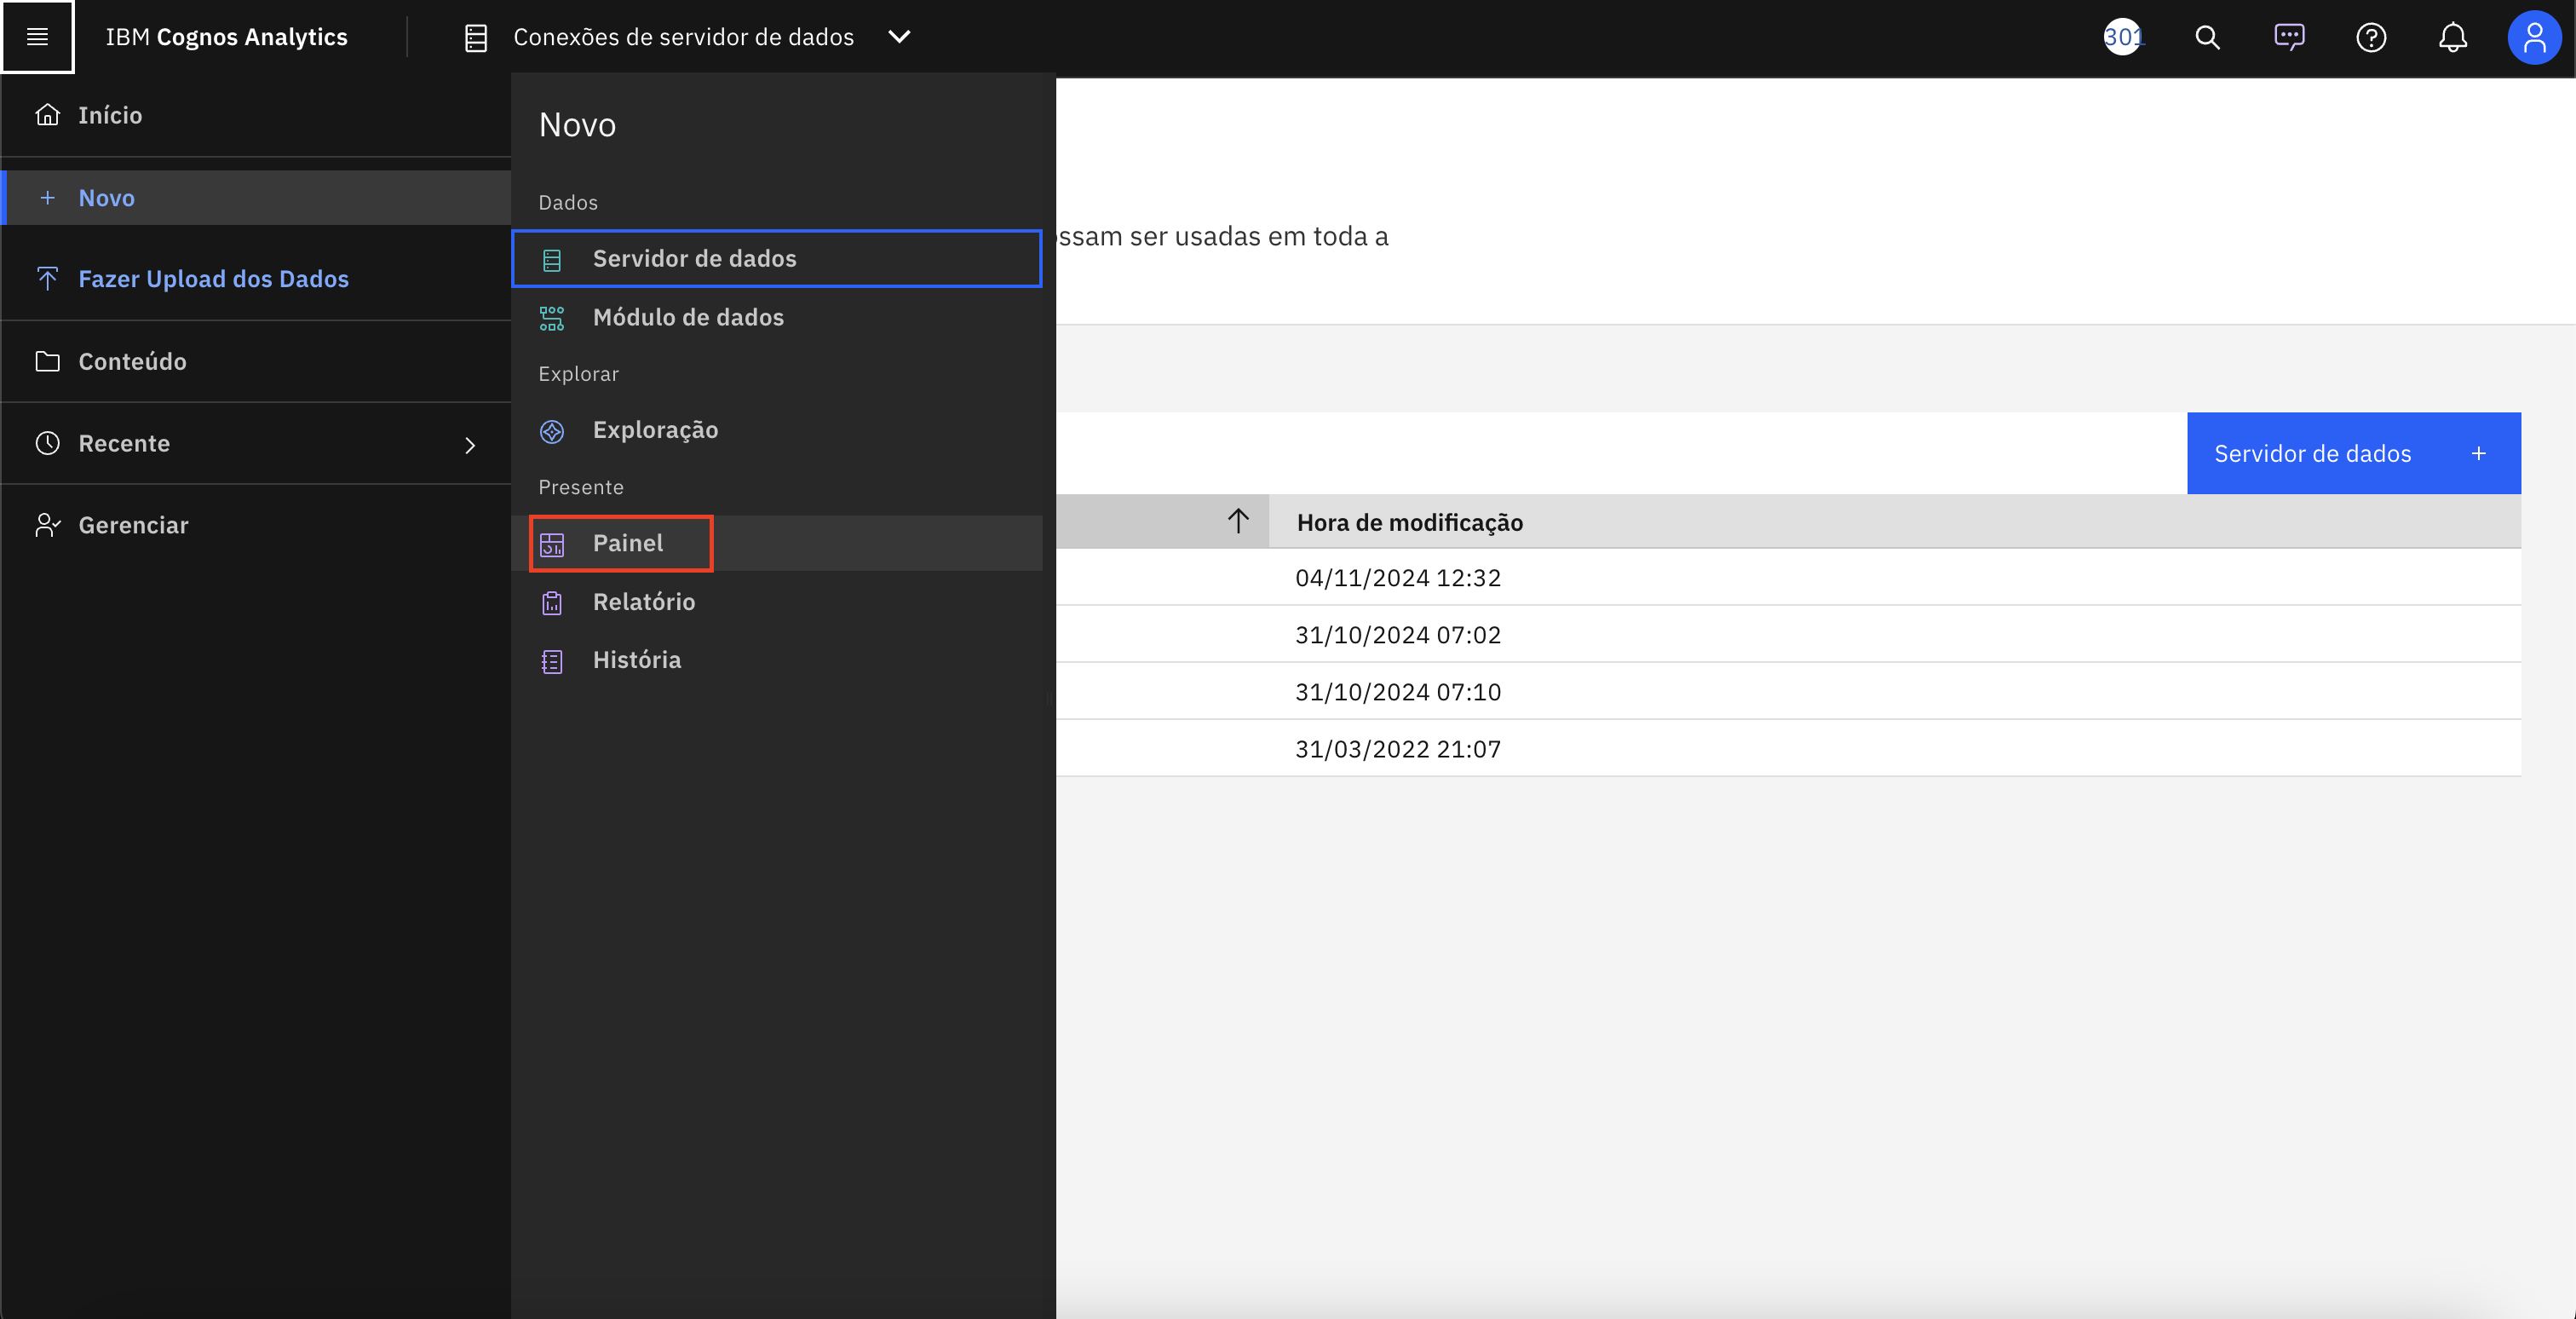 IBM Cognos Analytics
Conexões de servidor de dados
301
Início
Novo
Fazer Upload dos Dados
Conteúdo
Recente
Gerenciar
Novo
Dados
Servidor de dados
Módulo de dados
Explorar
Exploração
Presente
Painel
Relatório
História
ser usadas em toda a
Servidor de dados +
Hora de modificação
04/11/2024 12:32
31/10/2024 07:02
31/10/2024 07:10
31/03/2022 21:07